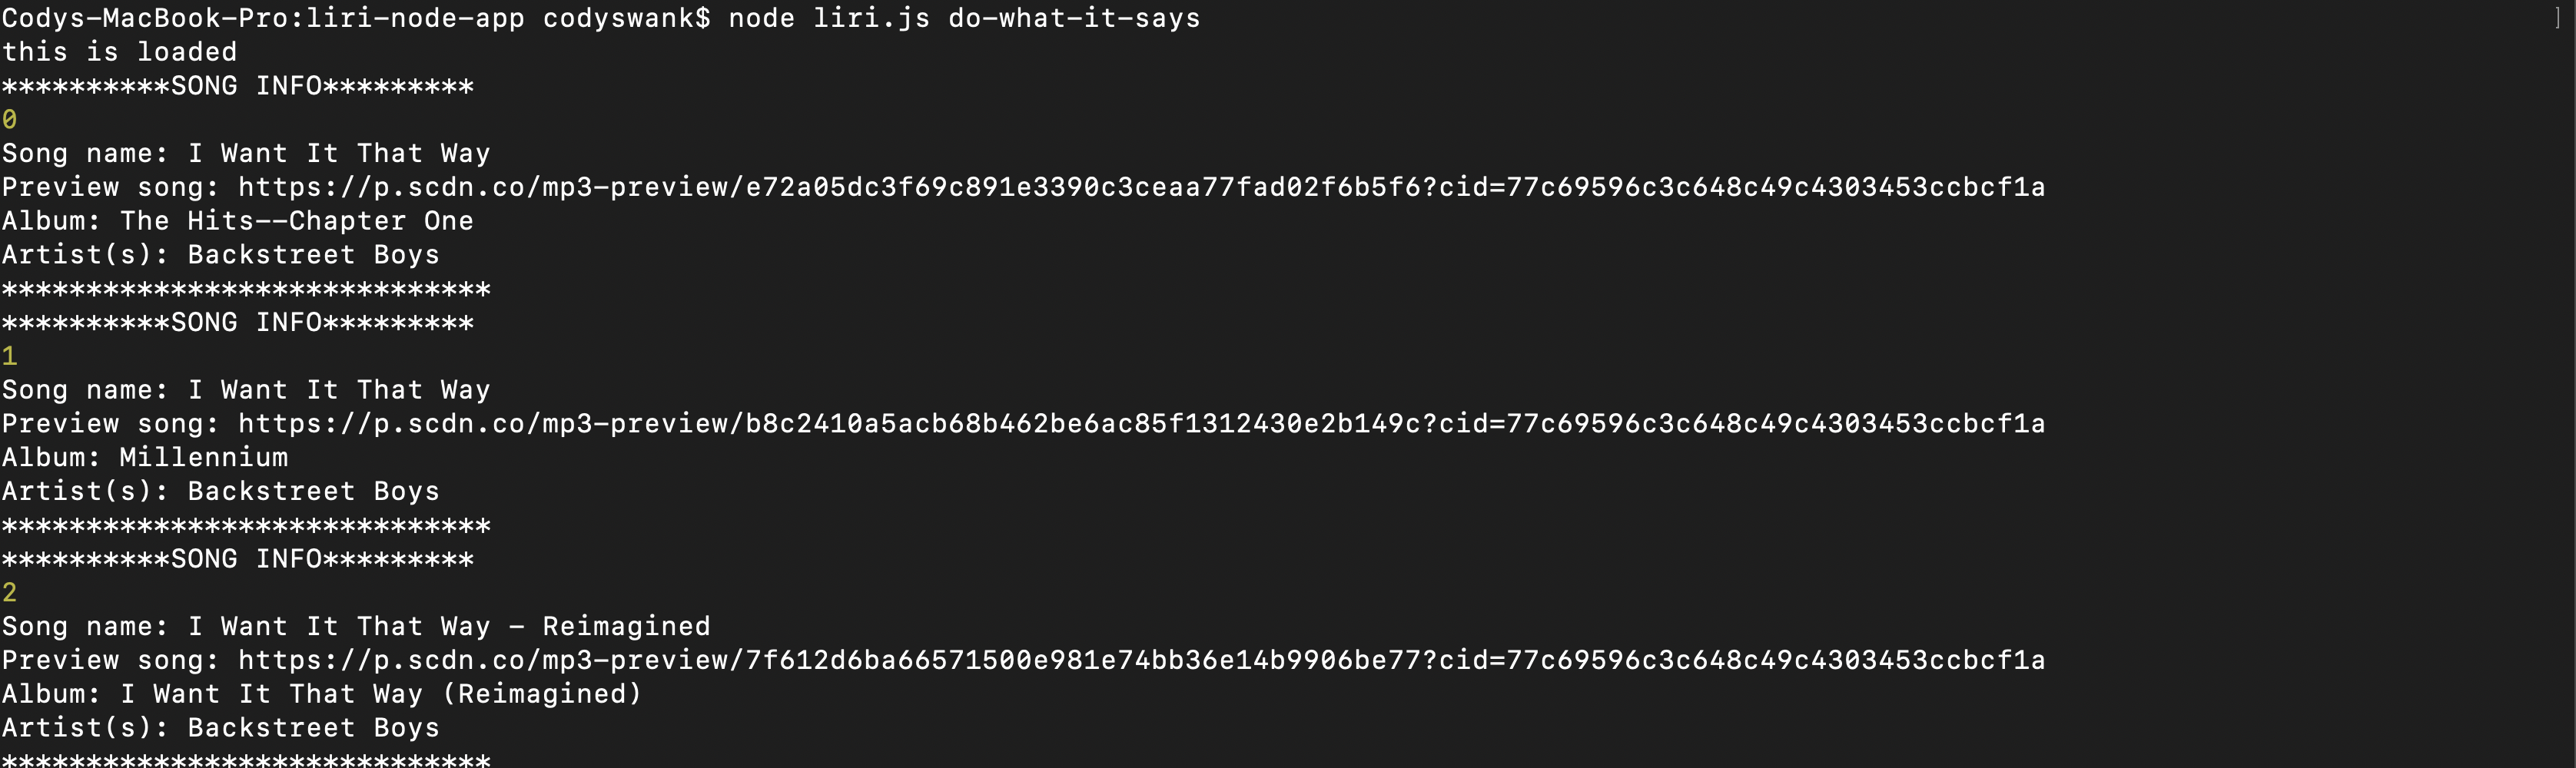 Codys-MacBook-Pro:liri-node-app codyswank$ node liri.js do-what-it-says ]
this is loaded
**********SONG INFO*********
0
Song name: I Want It That Way
Preview song: https://p.scdn.co/mp3-preview/e72a05dc3f69c891e3390c3ceaa77fad02f6b5f6?cid=77c69596c3c648c49c4303453ccbcf1a
Album: The Hits--Chapter One
Artist(s): Backstreet Boys
*****************************
**********SONG INFO*********
1
Song name: I Want It That Way
Preview song: https://p.scdn.co/mp3-preview/b8c2410a5acb68b462be6ac85f1312430e2b149c?cid=77c69596c3c648c49c4303453ccbcf1a
Album: Millennium
Artist(s): Backstreet Boys
*****************************
**********SONG INFO*********
2
Song name: I Want It That Way - Reimagined
Preview song: https://p.scdn.co/mp3-preview/7f612d6ba66571500e981e74bb36e14b9906be77?cid=77c69596c3c648c49c4303453ccbcf1a
Album: I Want It That Way (Reimagined)
Artist(s): Backstreet Boys
*****************************